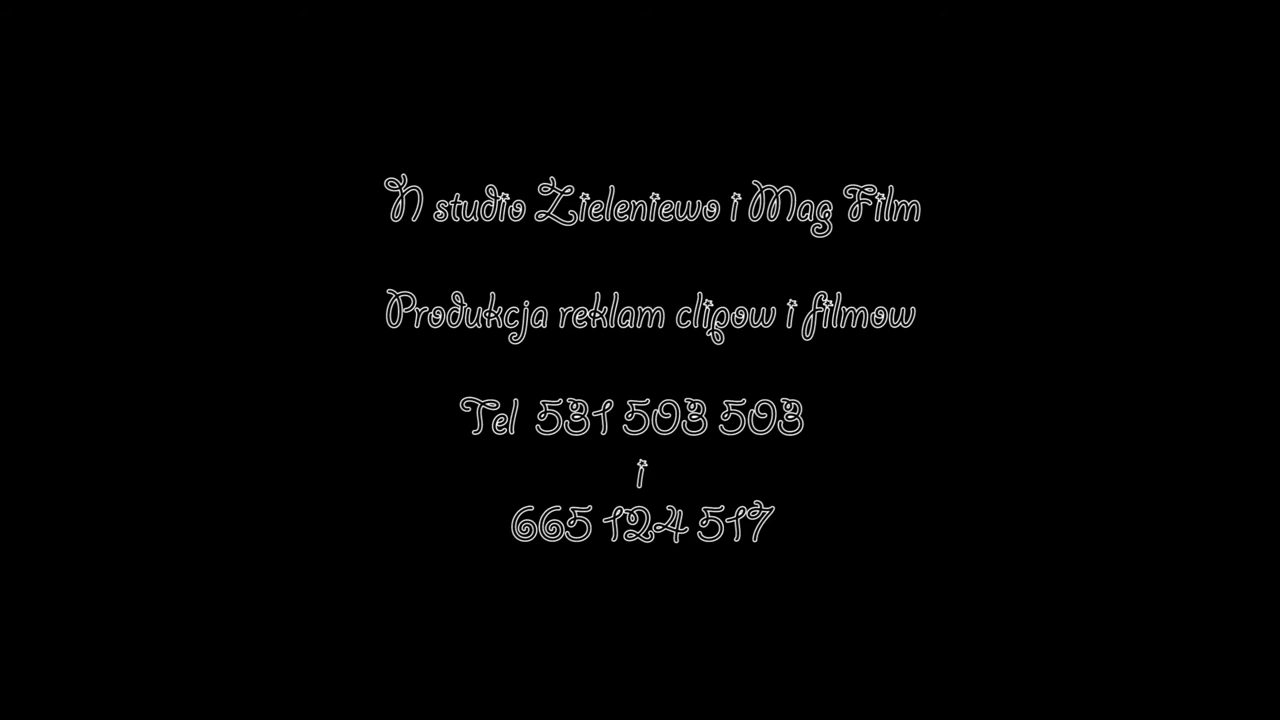 N studio Zieleniewo i Mag Film
Produkcja reklam clipow i filmow
Tel 531 503 503
i
665 124 517